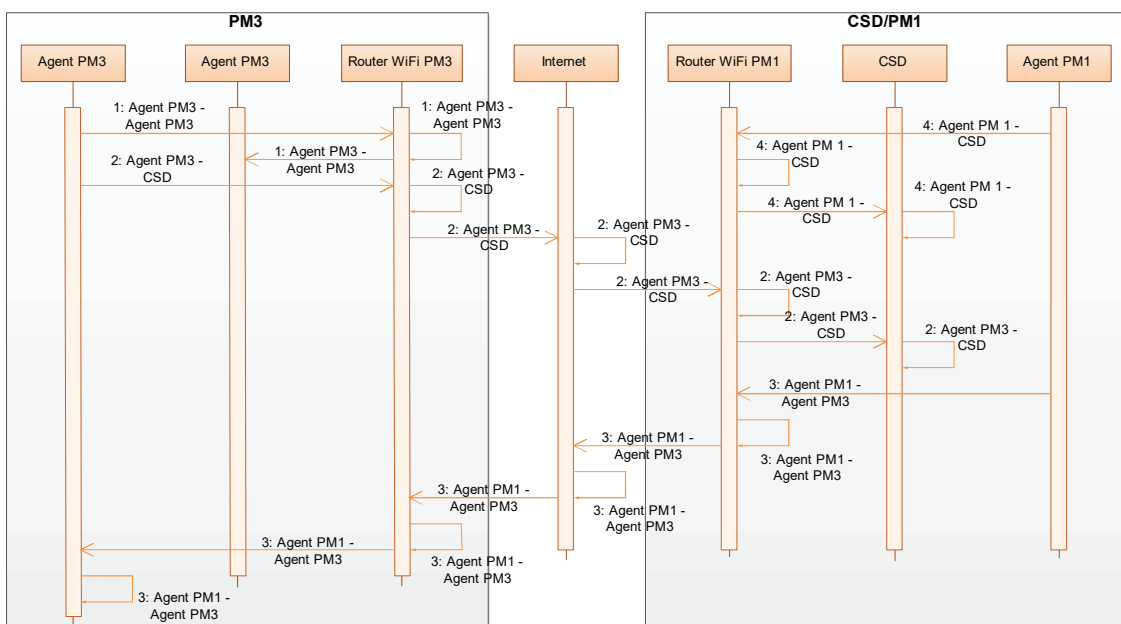 PM3
CSD/PM1
Agent PM3
Agent PM3
Router WiFi PM3
Internet
Router WiFi PM1
CSD
Agent PM1
1: Agent PM3 -
Agent PM3
1: Agent PM3 -
Agent PM3
4: Agent PM 1 -
CSD
1: Agent PM3 -
Agent PM3
4: Agent PM 1 -
CSD
2: Agent PM3 -
CSD
2: Agent PM3 -
CSD
4: Agent PM 1 -
CSD
4: Agent PM 1 -
CSD
2: Agent PM3 -
CSD
2: Agent PM3 -
CSD
2: Agent PM3 -
CSD
2: Agent PM3 -
CSD
2: Agent PM3 -
CSD
2: Agent PM3 -
CSD
3: Agent PM1 -
Agent PM3
3: Agent PM1 -
Agent PM3
3: Agent PM1 -
Agent PM3
3: Agent PM1 -
Agent PM3
3: Agent PM1 -
Agent PM3
3: Agent PM1 -
Agent PM3
3: Agent PM1 -
Agent PM3
3: Agent PM1 -
Agent PM3